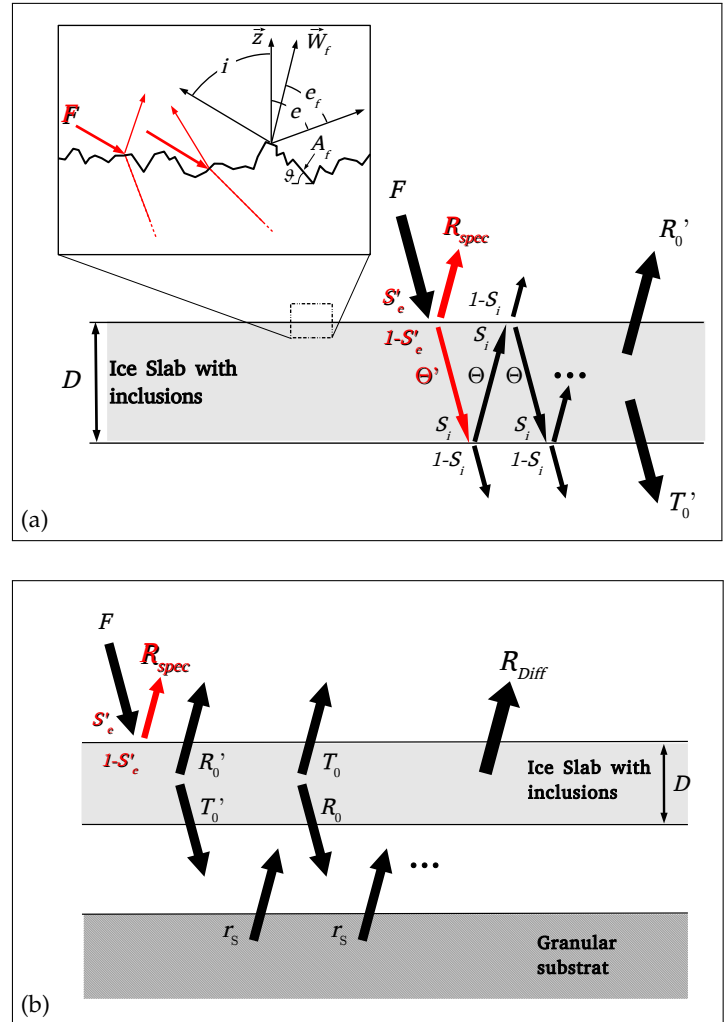 z⃗ W⃗_f
i
e_f
e
F
A_f
ϑ
F
R_spec
R_0'
S'_e
1-S_i
1-S'_e
S_i
D
Ice Slab with
inclusions
Θ' Θ Θ •••
S_i S_i
1-S_i 1-S_i
T_0'
(a)
F
R_spec
R_Diff
S'_e
1-S'_e
R_0' T_0
Ice Slab with
inclusions
D
T_0' R_0
•••
r_S r_S
Granular
substrat
(b)